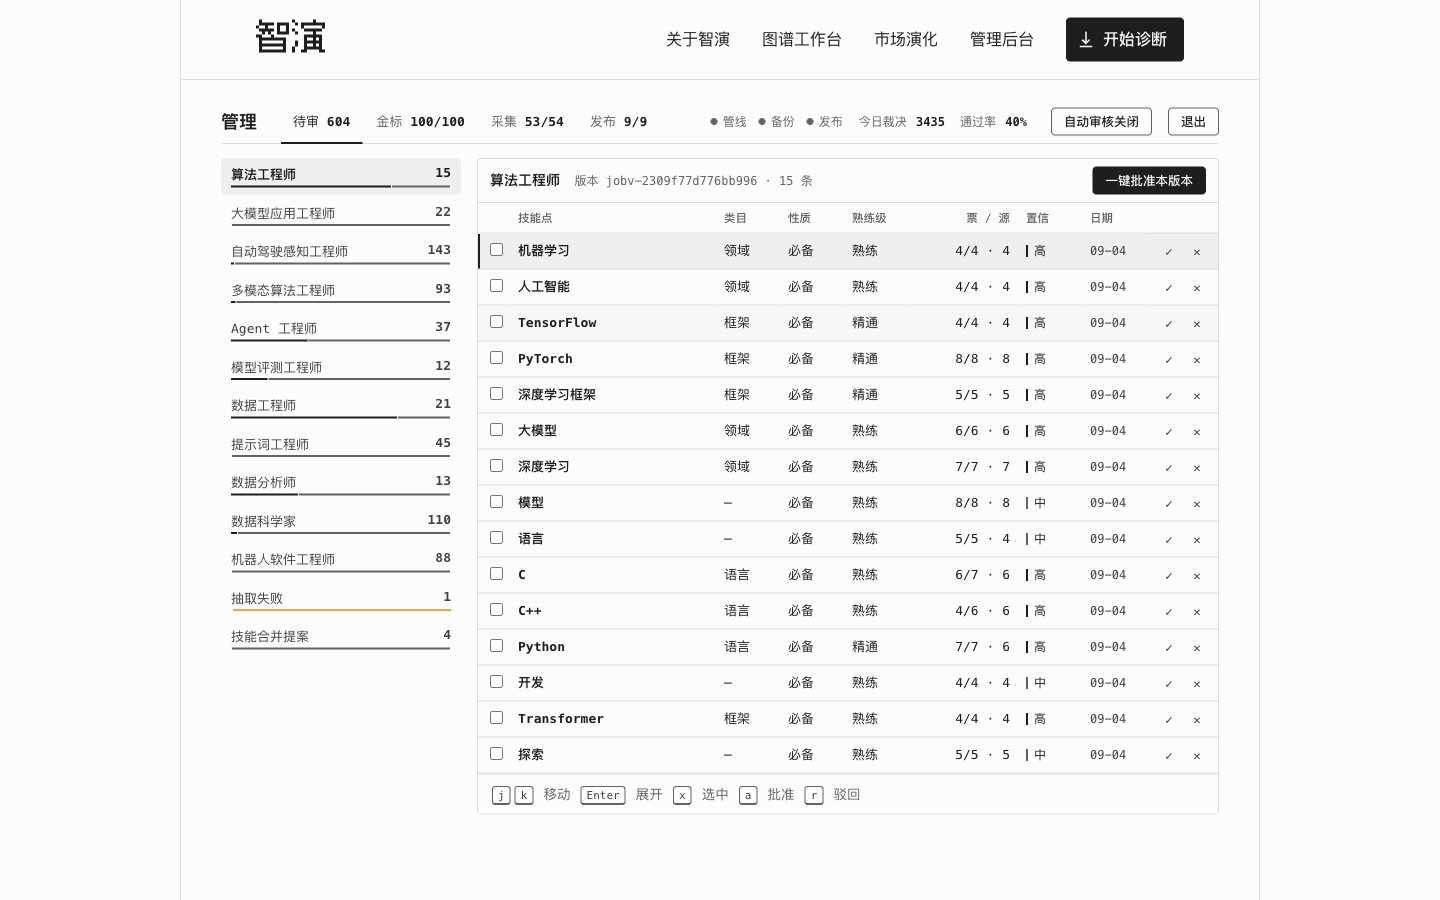 智演
关于智演 图谱工作台 市场演化 管理后台 开始诊断
管理 待审 604 金标 100/100 采集 53/54 发布 9/9 管线 备份 发布 今日裁决 3435 通过率 40% 自动审核关闭 退出
算法工程师 15
大模型应用工程师 22
自动驾驶感知工程师 143
多模态算法工程师 93
Agent 工程师 37
模型评测工程师 12
数据工程师 21
提示词工程师 45
数据分析师 13
数据科学家 110
机器人软件工程师 88
抽取失败 1
技能合并提案 4
算法工程师 版本 jobv-2309f77d776bb996 · 15 条 一键批准本版本
技能点 类目 性质 熟练级 票 / 源 置信 日期
机器学习 领域 必备 熟练 4/4 · 4 高 09-04 ✓ ×
人工智能 领域 必备 熟练 4/4 · 4 高 09-04 ✓ ×
TensorFlow 框架 必备 精通 4/4 · 4 高 09-04 ✓ ×
PyTorch 框架 必备 精通 8/8 · 8 高 09-04 ✓ ×
深度学习框架 框架 必备 精通 5/5 · 5 高 09-04 ✓ ×
大模型 领域 必备 熟练 6/6 · 6 高 09-04 ✓ ×
深度学习 领域 必备 熟练 7/7 · 7 高 09-04 ✓ ×
模型 — 必备 熟练 8/8 · 8 中 09-04 ✓ ×
语言 — 必备 熟练 5/5 · 4 中 09-04 ✓ ×
C 语言 必备 熟练 6/7 · 6 高 09-04 ✓ ×
C++ 语言 必备 熟练 4/6 · 6 高 09-04 ✓ ×
Python 语言 必备 精通 7/7 · 6 高 09-04 ✓ ×
开发 — 必备 熟练 4/4 · 4 中 09-04 ✓ ×
Transformer 框架 必备 熟练 4/4 · 4 高 09-04 ✓ ×
探索 — 必备 熟练 5/5 · 5 中 09-04 ✓ ×
j k 移动 Enter 展开 x 选中 a 批准 r 驳回